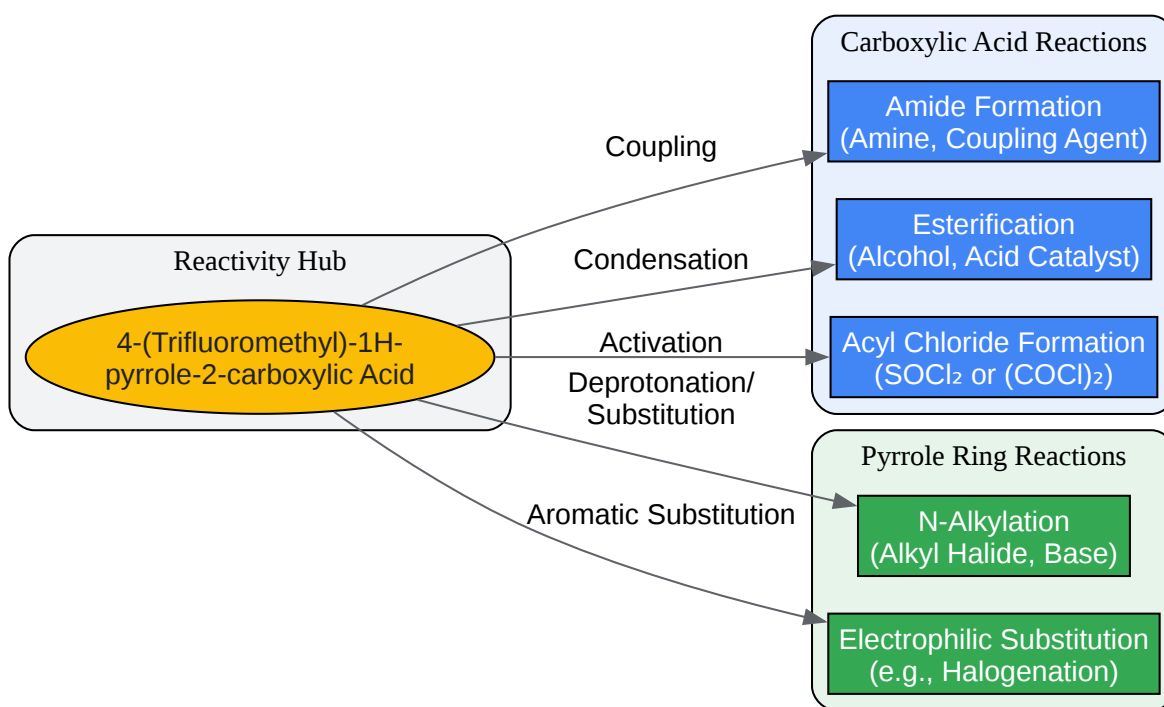 Reactivity Hub
4-(Trifluoromethyl)-1H-
pyrrole-2-carboxylic Acid
Coupling
Condensation
Activation
Deprotonation/
Substitution
Aromatic Substitution
Carboxylic Acid Reactions
Amide Formation
(Amine, Coupling Agent)
Esterification
(Alcohol, Acid Catalyst)
Acyl Chloride Formation
(SOCl₂ or (COCl)₂)
Pyrrole Ring Reactions
N-Alkylation
(Alkyl Halide, Base)
Electrophilic Substitution
(e.g., Halogenation)